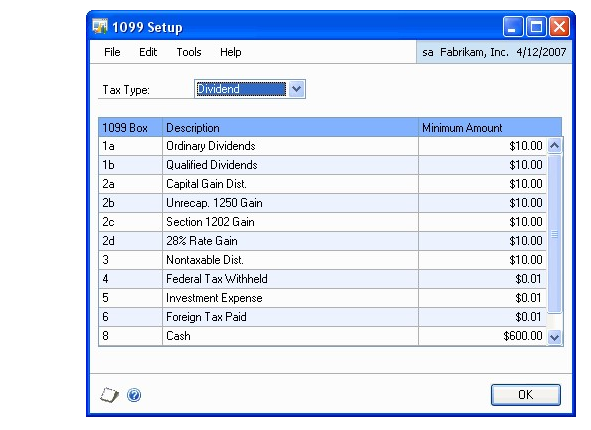 1099 Setup
File Edit Tools Help sa Fabrikam, Inc. 4/12/2007
Tax Type: Dividend
1099 Box Description Minimum Amount
1a Ordinary Dividends $10.00
1b Qualified Dividends $10.00
2a Capital Gain Dist. $10.00
2b Unrecap. 1250 Gain $10.00
2c Section 1202 Gain $10.00
2d 28% Rate Gain $10.00
3 Nontaxable Dist. $10.00
4 Federal Tax Withheld $0.01
5 Investment Expense $0.01
6 Foreign Tax Paid $0.01
8 Cash $600.00
OK